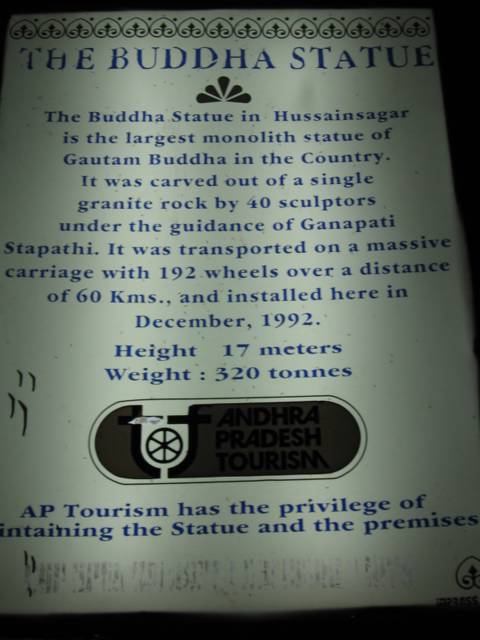 THE BUDDHA STATUE
The Buddha Statue in Hussainsagar
is the largest monolith statue of
Gautam Buddha in the Country.
It was carved out of a single
granite rock by 40 sculptors
under the guidance of Ganapati
Stapathi. It was transported on a massive
carriage with 192 wheels over a distance
of 60 Kms., and installed here in
December, 1992.
Height 17 meters
Weight : 320 tonnes
ANDHRA
PRADESH
TOURISM
AP Tourism has the privilege of
intaining the Statue and the premises